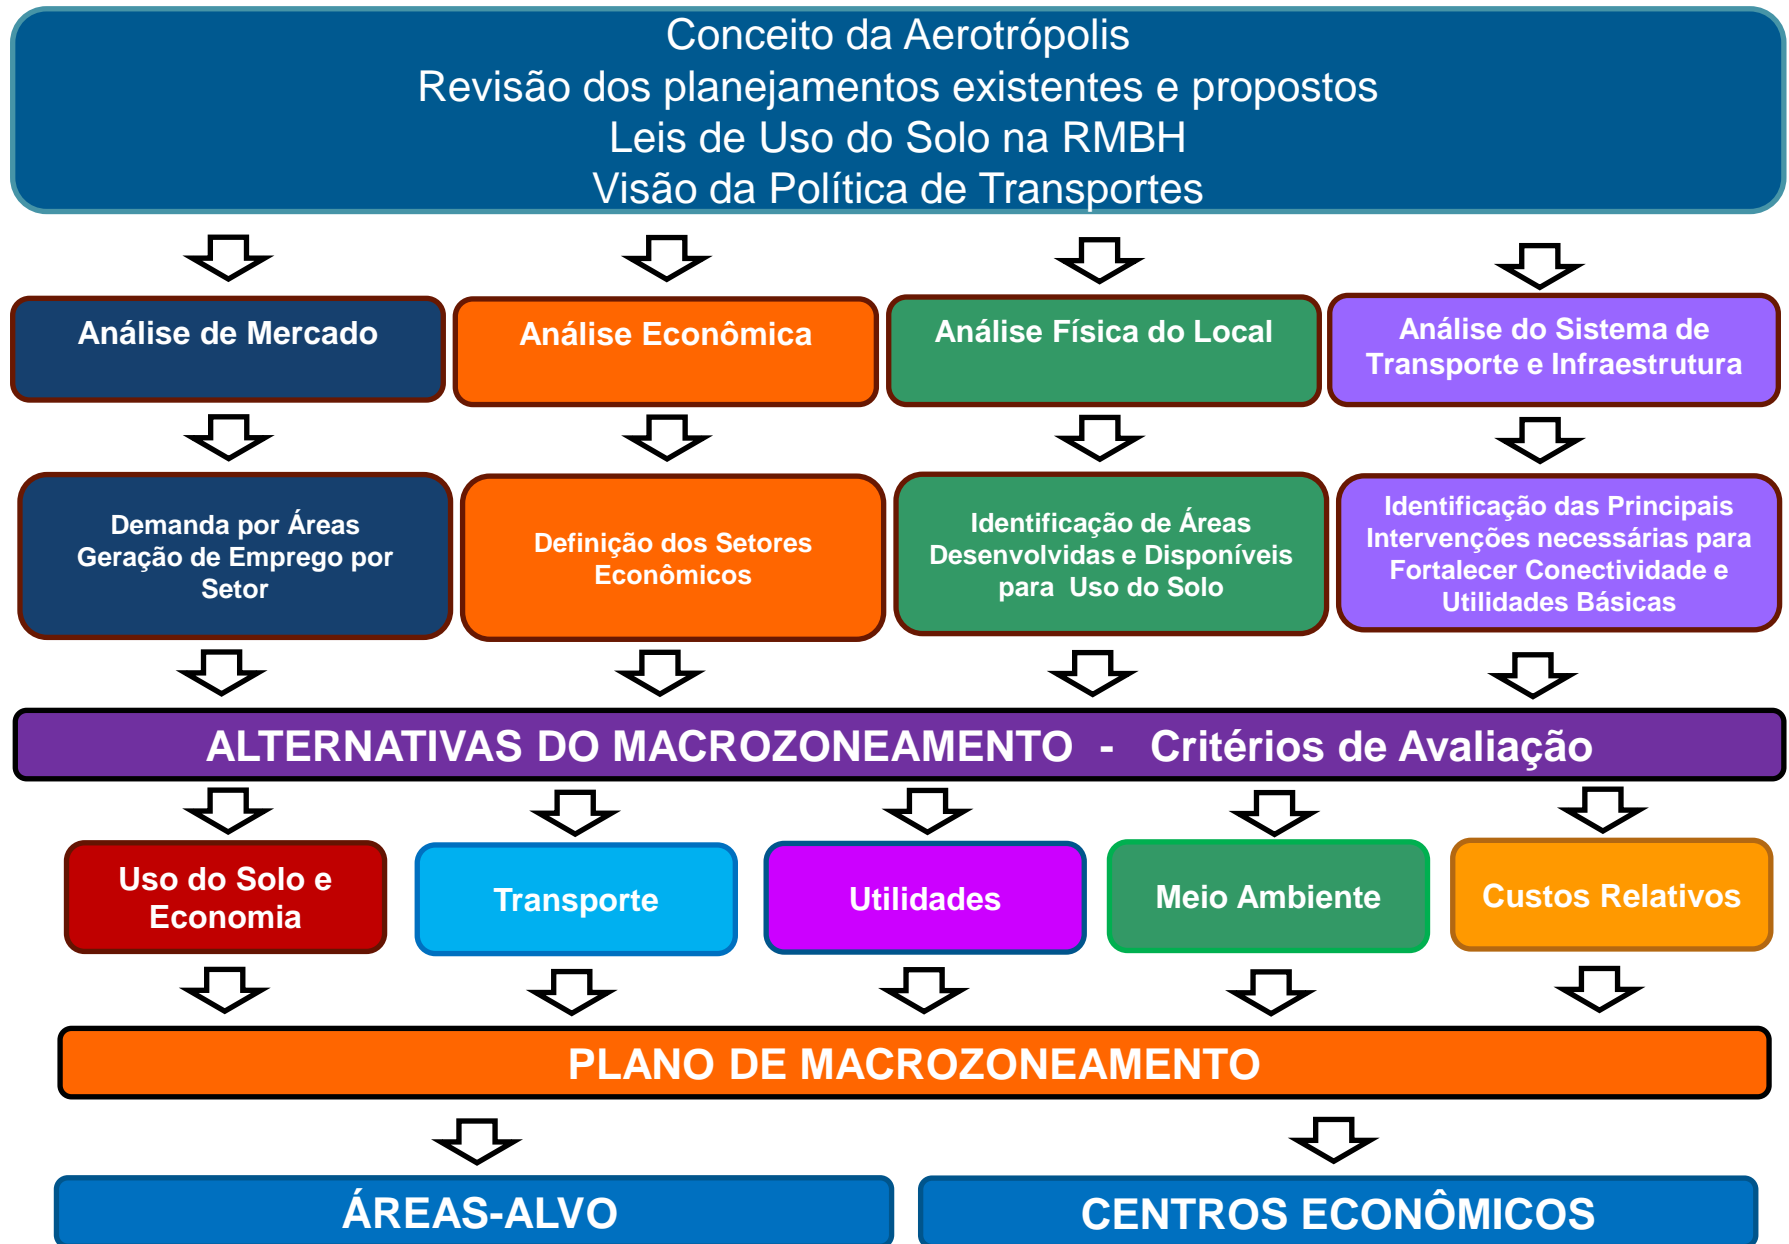 Conceito da Aerotrópolis
Revisão dos planejamentos existentes e propostos
Leis de Uso do Solo na RMBH
Visão da Política de Transportes
Análise de Mercado
Análise Econômica
Análise Física do Local
Análise do Sistema de
Transporte e Infraestrutura
Demanda por Áreas
Geração de Emprego por
Setor
Definição dos Setores
Econômicos
Identificação de Áreas
Desenvolvidas e Disponíveis
para Uso do Solo
Identificação das Principais
Intervenções necessárias para
Fortalecer Conectividade e
Utilidades Básicas
ALTERNATIVAS DO MACROZONEAMENTO - Critérios de Avaliação
Uso do Solo e
Economia
Transporte
Utilidades
Meio Ambiente
Custos Relativos
PLANO DE MACROZONEAMENTO
ÁREAS-ALVO
CENTROS ECONÔMICOS